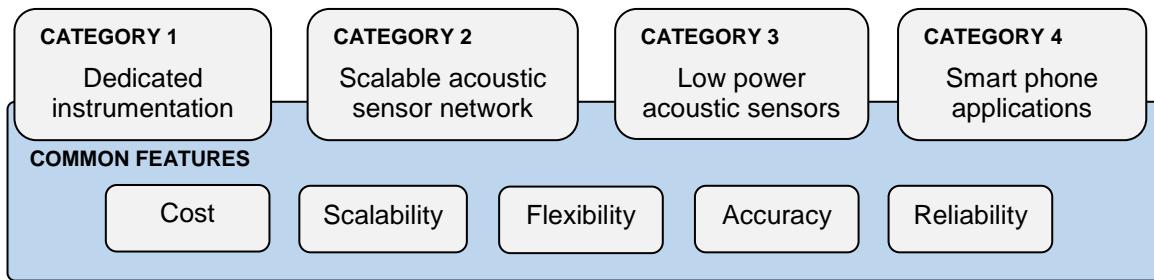 CATEGORY 1
Dedicated
instrumentation
CATEGORY 2
Scalable acoustic
sensor network
CATEGORY 3
Low power
acoustic sensors
CATEGORY 4
Smart phone
applications
COMMON FEATURES
Cost
Scalability
Flexibility
Accuracy
Reliability